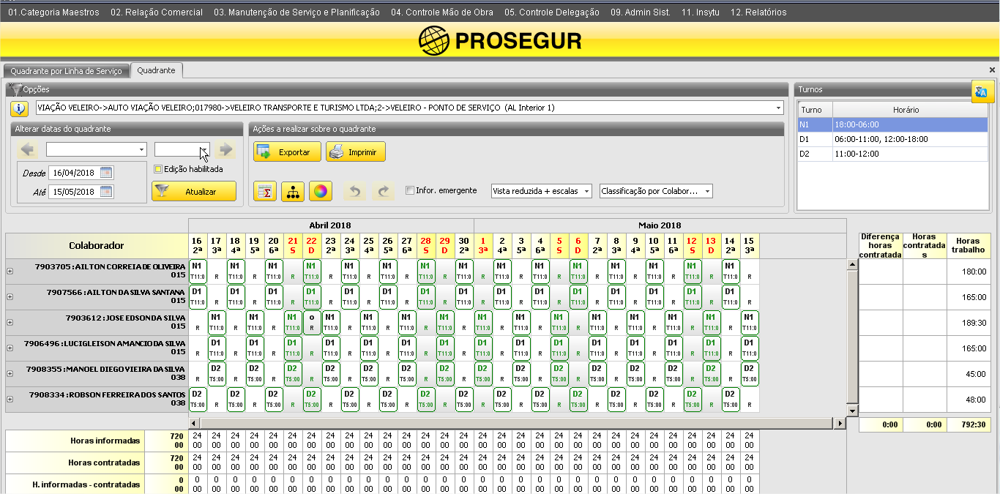 01.Categoria Maestros 02. Relação Comercial 03. Manutenção de Serviço e Planificação 04. Controle Mão de Obra 05. Controle Delegação 09. Admin Sist. 11. Insytu 12. Relatórios
PROSEGUR
Quadrante por Linha de Serviço Quadrante
Opções
VIAÇÃO VELEIRO->AUTO VIAÇÃO VELEIRO;017980->VELEIRO TRANSPORTE E TURISMO LTDA;2->VELEIRO - PONTO DE SERVIÇO (AL Interior 1)
Alterar datas do quadrante
Desde 16/04/2018
Até 15/05/2018
Edição habilitada
Atualizar
Ações a realizar sobre o quadrante
Exportar Imprimir
Infor. emergente Vista reduzida + escalas Classificação por Colabor...
Turnos
Turno Horário
N1 18:00-06:00
D1 06:00-11:00, 12:00-18:00
D2 11:00-12:00
Abril 2018 Maio 2018
Colaborador
16 17 18 19 20 21 22 23 24 25 26 27 28 29 30 1 2 3 4 5 6 7 8 9 10 11 12 13 14 15
2ª 3ª 4ª 5ª 6ª S D 2ª 3ª 4ª 5ª 6ª S D 2ª 3ª 4ª 5ª 6ª S D 2ª 3ª 4ª 5ª 6ª S D 2ª 3ª
Diferença horas contratada Horas contratadas Horas trabalho
7903705 :AILTON CORREIA DE OLIVEIRA N1 N1 N1 N1 N1 N1 N1 N1 N1 N1 N1 N1 N1 N1 N1 180:00
015 T11:0 R T11:0 R T11:0 R T11:0 R T11:0 R T11:0 R T11:0 R T11:0 R T11:0 R T11:0 R T11:0 R T11:0 R T11:0 R T11:0 R T11:0 R
7907566 :AILTON DA SILVA SANTANA D1 D1 D1 D1 D1 D1 D1 D1 D1 D1 D1 D1 D1 D1 D1 165:00
015 T11:0 R T11:0 R T11:0 R T11:0 R T11:0 R T11:0 R T11:0 R T11:0 R T11:0 R T11:0 R T11:0 R T11:0 R T11:0 R T11:0 R T11:0 R
7903612 :JOSE EDSON DA SILVA N1 N1 N1 o N1 N1 N1 N1 N1 N1 N1 N1 N1 N1 N1 N1 189:30
015 R T11:0 R T11:0 R T11:0 R T11:0 R T11:0 R T11:0 R T11:0 R T11:0 R T11:0 R T11:0 R T11:0 R T11:0 R T11:0 R T11:0 R T11:0
7906496 :LUCIGLEISON AMANCIO DA SILVA D1 D1 D1 D1 D1 D1 D1 D1 D1 D1 D1 D1 D1 D1 D1 165:00
015 R T11:0 R T11:0 R T11:0 R T11:0 R T11:0 R T11:0 R T11:0 R T11:0 R T11:0 R T11:0 R T11:0 R T11:0 R T11:0 R T11:0 R T11:0
7908355 :MANOEL DIEGO VIEIRA DA SILVA D2 D2 D2 D2 D2 D2 D2 D2 D2 D2 D2 D2 D2 D2 D2 45:00
038 R T5:00 R T5:00 R T5:00 R T5:00 R T5:00 R T5:00 R T5:00 R T5:00 R T5:00 R T5:00 R T5:00 R T5:00 R T5:00 R T5:00 R T5:00
7908334 :ROBSON FERREIRA DOS SANTOS D2 D2 D2 D2 D2 D2 D2 D2 D2 D2 D2 D2 D2 D2 D2 48:00
038 T5:00 R T5:00 R T5:00 R T5:00 R T5:00 R T5:00 R T5:00 R T5:00 R T5:00 R T5:00 R T5:00 R T5:00 R T5:00 R T5:00 R T5:00 R
0:00 0:00 792:30
Horas informadas 720 24 24 24 24 24 24 24 24 24 24 24 24 24 24 24 24 24 24 24 24 24 24 24 24 24 24 24 24 24 24
00 00 00 00 00 00 00 00 00 00 00 00 00 00 00 00 00 00 00 00 00 00 00 00 00 00 00 00 00 00 00
Horas contratadas 720 24 24 24 24 24 24 24 24 24 24 24 24 24 24 24 24 24 24 24 24 24 24 24 24 24 24 24 24 24 24
00 00 00 00 00 00 00 00 00 00 00 00 00 00 00 00 00 00 00 00 00 00 00 00 00 00 00 00 00 00 00
H. informadas - contratadas 0 0 0 0 0 0 0 0 0 0 0 0 0 0 0 0 0 0 0 0 0 0 0 0 0 0 0 0 0 0 0
00 00 00 00 00 00 00 00 00 00 00 00 00 00 00 00 00 00 00 00 00 00 00 00 00 00 00 00 00 00 00